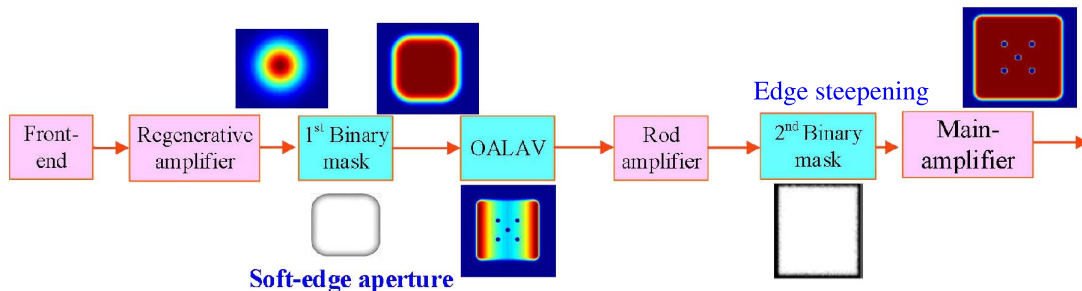 Edge steepening
Front-
end
Regenerative
amplifier
1st Binary
mask
OALAV
Rod
amplifier
2nd Binary
mask
Main-
amplifier
Soft-edge aperture